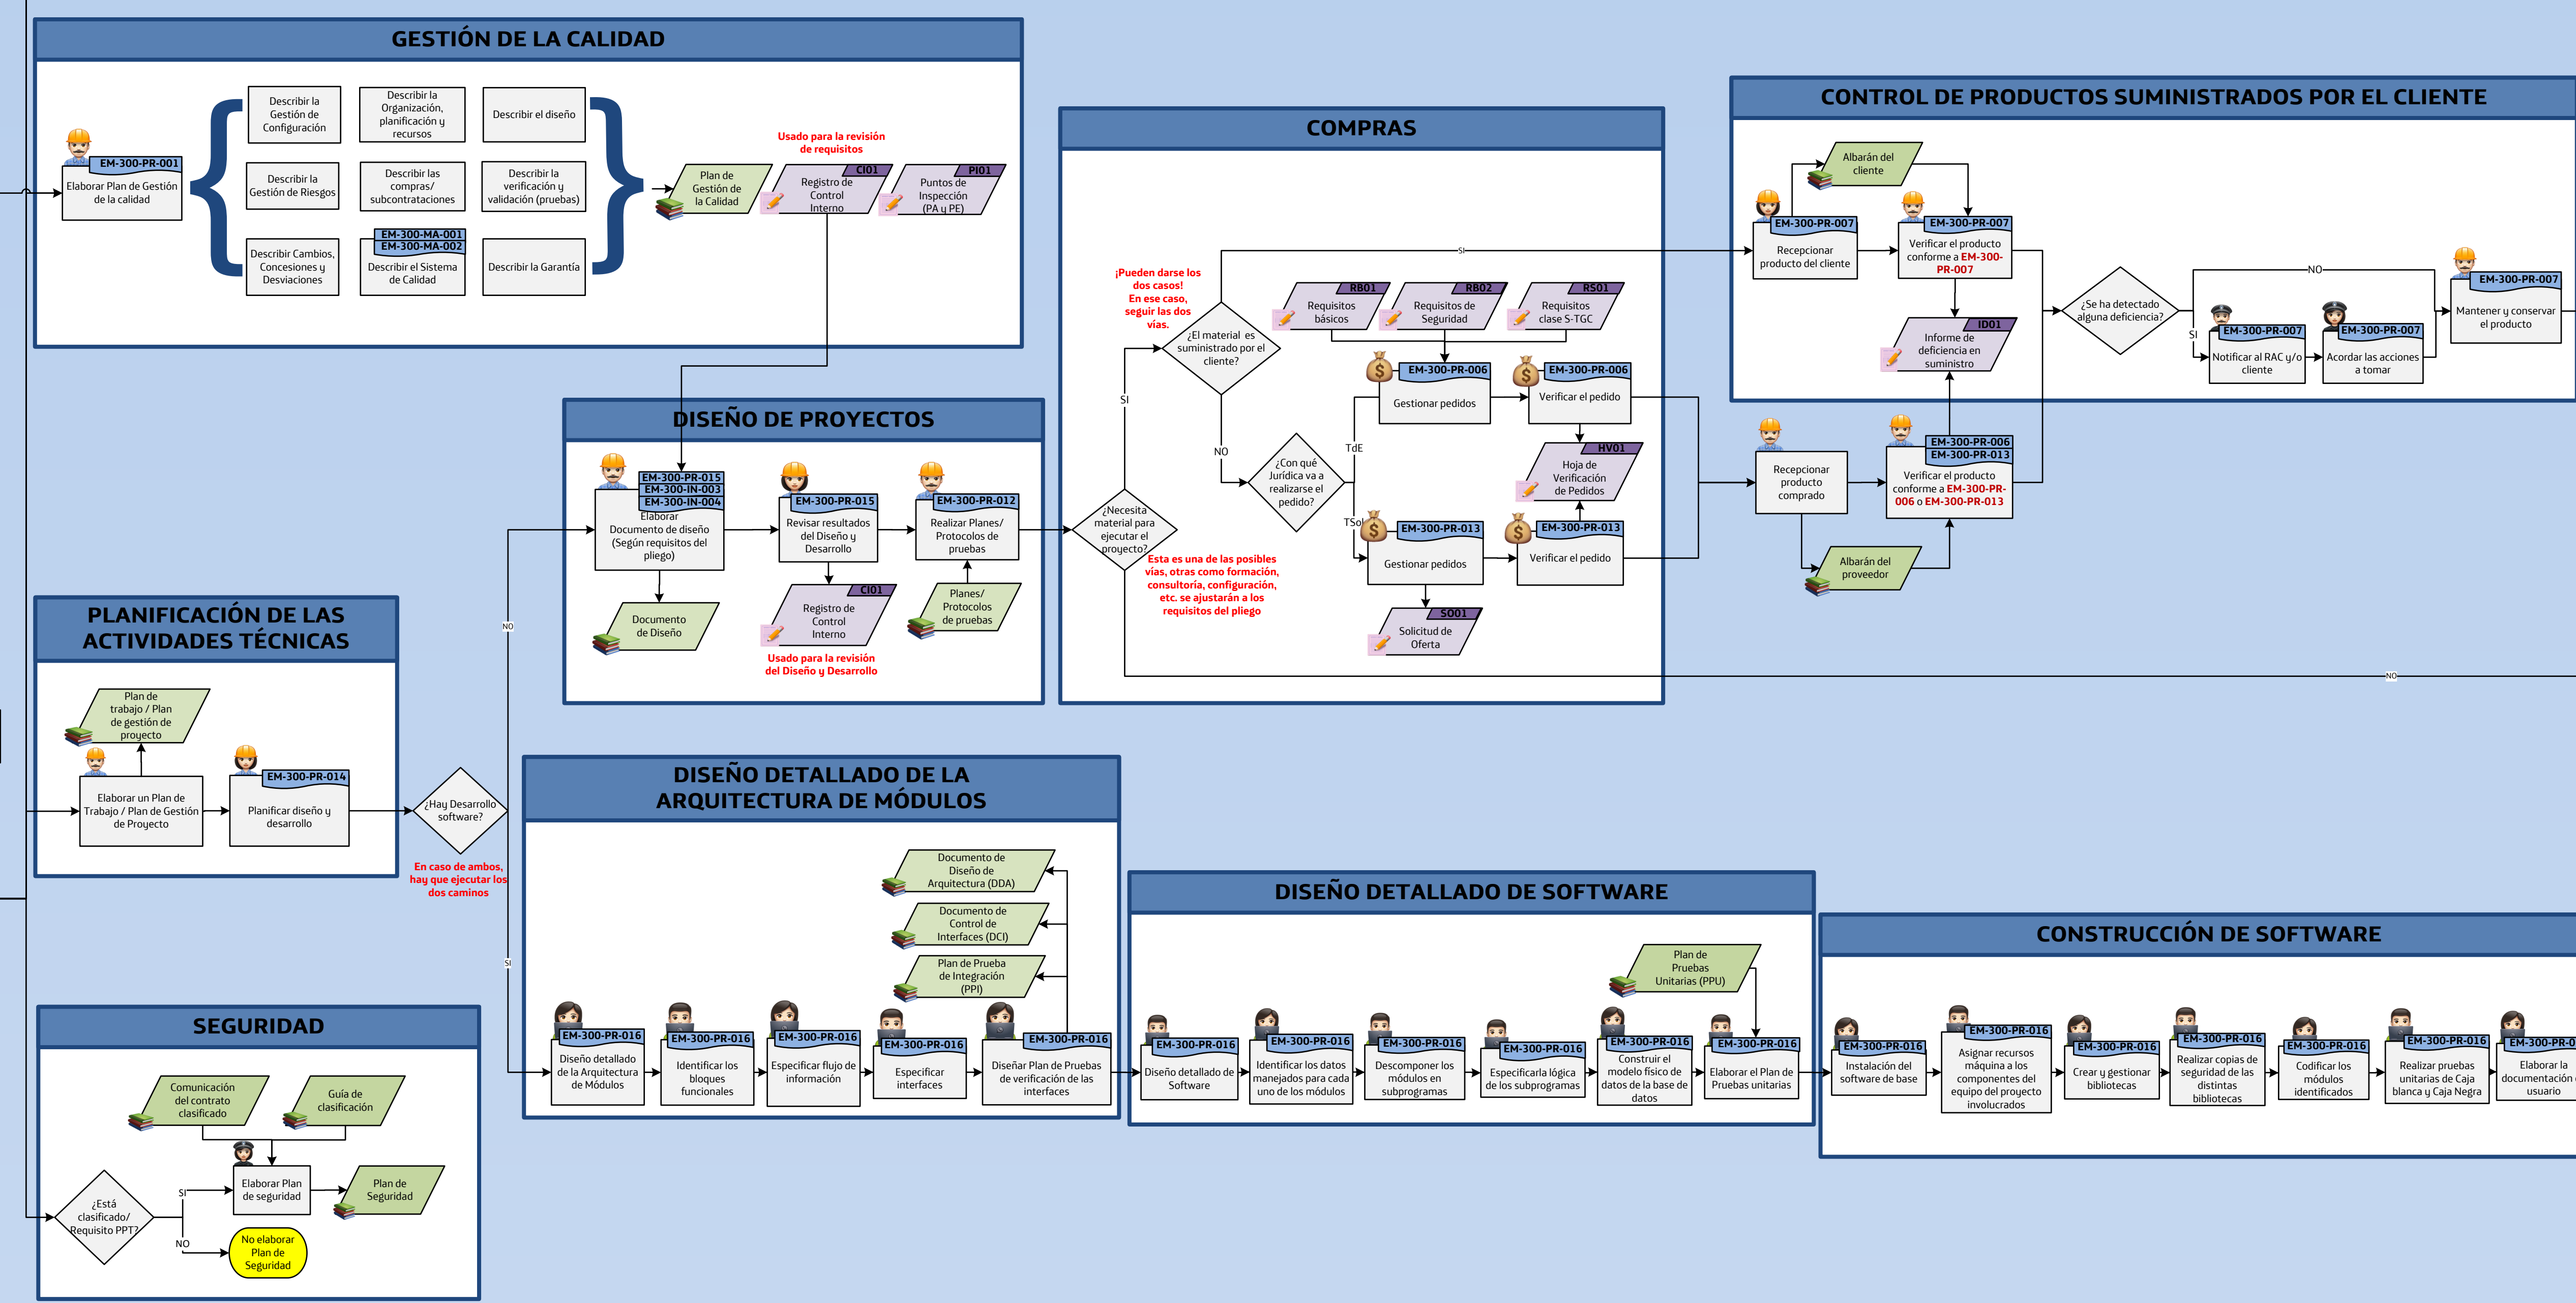 GESTIÓN DE LA CALIDAD
EM-300-PR-001
Elaborar Plan de Gestión
de la calidad
Describir la
Gestión de
Configuración
Describir la
Organización,
planificación y
recursos
Describir el diseño
Describir la
Gestión de Riesgos
Describir las
compras/
subcontrataciones
Describir la
verificación y
validación (pruebas)
Describir Cambios,
Concesiones y
Desviaciones
EM-300-MA-001
EM-300-MA-002
Describir el Sistema
de Calidad
Describir la Garantía
Plan de
Gestión de
la Calidad
Usado para la revisión
de requisitos
CI01
Registro de
Control
Interno
PI01
Puntos de
Inspección
(PA y PE)
DISEÑO DE PROYECTOS
EM-300-PR-015
EM-300-IN-003
EM-300-IN-004
Elaborar
Documento de diseño
(Según requisitos del
pliego)
Documento
de Diseño
EM-300-PR-015
Revisar resultados
del Diseño y
Desarrollo
CI01
Registro de
Control
Interno
Usado para la revisión
del Diseño y Desarrollo
EM-300-PR-012
Realizar Planes/
Protocolos de
pruebas
Planes/
Protocolos
de pruebas
COMPRAS
¡Pueden darse los
dos casos!
En ese caso,
seguir las dos
vías.
SI
¿El material es
suministrado por el
cliente?
RB01
Requisitos
básicos
RB02
Requisitos de
Seguridad
RS01
Requisitos
clase S-TGC
SI
NO
¿Necesita
material para
ejecutar el
proyecto?
Esta es una de las posibles
vías, otras como formación,
consultoría, configuración,
etc. se ajustarán a los
requisitos del pliego
¿Con qué
Jurídica va a
realizarse el
pedido?
TdE
TSol
EM-300-PR-006
Gestionar pedidos
EM-300-PR-006
Verificar el pedido
HV01
Hoja de
Verificación
de Pedidos
EM-300-PR-013
Gestionar pedidos
EM-300-PR-013
Verificar el pedido
SO01
Solicitud de
Oferta
NO
CONTROL DE PRODUCTOS SUMINISTRADOS POR EL CLIENTE
Albarán del
cliente
EM-300-PR-007
Recepcionar
producto del cliente
EM-300-PR-007
Verificar el producto
conforme a EM-300-
PR-007
ID01
Informe de
deficiencia en
suministro
¿Se ha detectado
alguna deficiencia?
NO
SI
EM-300-PR-007
Notificar al RAC y/o
cliente
EM-300-PR-007
Acordar las acciones
a tomar
EM-300-PR-007
Mantener y conservar
el producto
Recepcionar
producto
comprado
EM-300-PR-006
EM-300-PR-013
Verificar el producto
conforme a EM-300-PR-
006 o EM-300-PR-013
Albarán del
proveedor
PLANIFICACIÓN DE LAS
ACTIVIDADES TÉCNICAS
Plan de
trabajo / Plan
de gestión de
proyecto
Elaborar un Plan de
Trabajo / Plan de Gestión
de Proyecto
EM-300-PR-014
Planificar diseño y
desarrollo
¿Hay Desarrollo
software?
En caso de ambos,
hay que ejecutar los
dos caminos
NO
SI
DISEÑO DETALLADO DE LA
ARQUITECTURA DE MÓDULOS
Documento de
Diseño de
Arquitectura (DDA)
Documento de
Control de
Interfaces (DCI)
Plan de Prueba
de Integración
(PPI)
EM-300-PR-016
Diseño detallado
de la Arquitectura
de Módulos
EM-300-PR-016
Identificar los
bloques
funcionales
EM-300-PR-016
Especificar flujo de
información
EM-300-PR-016
Especificar
interfaces
EM-300-PR-016
Diseñar Plan de Pruebas
de verificación de las
interfaces
DISEÑO DETALLADO DE SOFTWARE
Plan de
Pruebas
Unitarias (PPU)
EM-300-PR-016
Diseño detallado de
Software
EM-300-PR-016
Identificar los datos
manejados para cada
uno de los módulos
EM-300-PR-016
Descomponer los
módulos en
subprogramas
EM-300-PR-016
Especificarla lógica
de los subprogramas
EM-300-PR-016
Construir el
modelo físico de
datos de la base de
datos
EM-300-PR-016
Elaborar el Plan de
Pruebas unitarias
CONSTRUCCIÓN DE SOFTWARE
EM-300-PR-016
Instalación del
software de base
EM-300-PR-016
Asignar recursos
máquina a los
componentes del
equipo del proyecto
involucrados
EM-300-PR-016
Crear y gestionar
bibliotecas
EM-300-PR-016
Realizar copias de
seguridad de las
distintas
bibliotecas
EM-300-PR-016
Codificar los
módulos
identificados
EM-300-PR-016
Realizar pruebas
unitarias de Caja
blanca y Caja Negra
EM-300-PR-0
Elaborar la
documentación
usuario
SEGURIDAD
Comunicación
del contrato
clasificado
Guía de
clasificación
¿Está
clasificado/
Requisito PPT?
SI
NO
Elaborar Plan
de seguridad
Plan de
Seguridad
No elaborar
Plan de
Seguridad